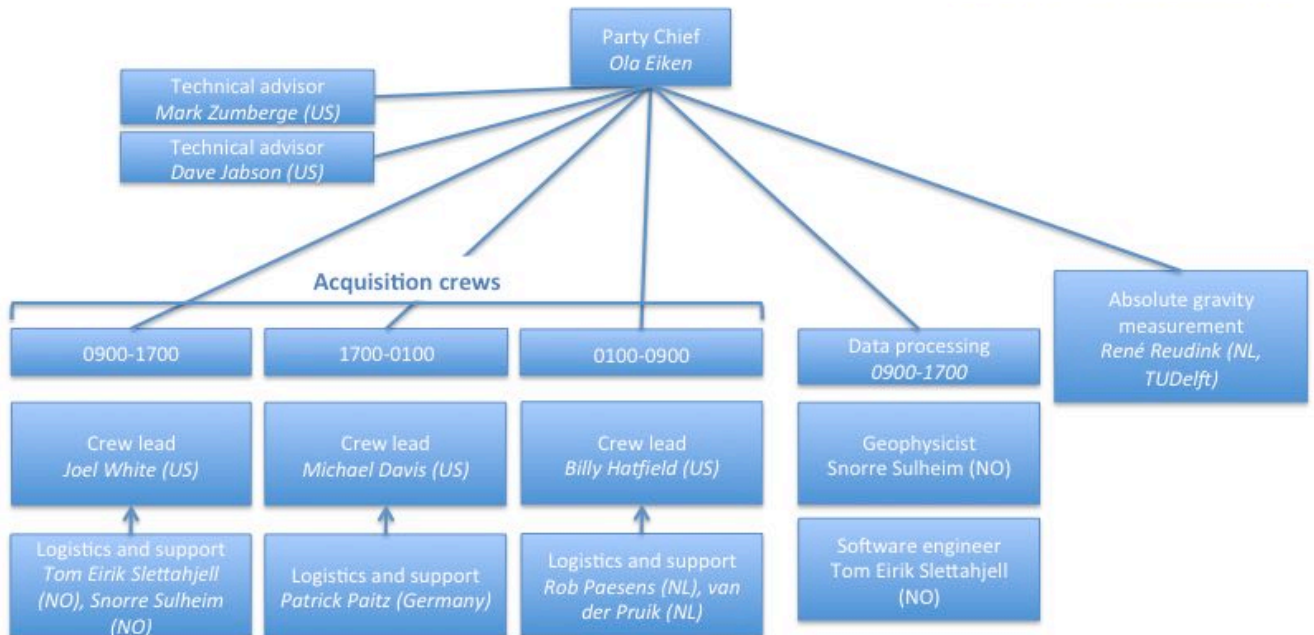 Party Chief
Ola Eiken
Technical advisor
Mark Zumberge (US)
Technical advisor
Dave Jabson (US)
Acquisition crews
0900-1700
1700-0100
0100-0900
Data processing
0900-1700
Absolute gravity
measurement
René Reudink (NL,
TUDelft)
Crew lead
Joel White (US)
Crew lead
Michael Davis (US)
Crew lead
Billy Hatfield (US)
Geophysicist
Snorre Sulheim (NO)
Logistics and support
Tom Eirik Slettahjell
(NO), Snorre Sulheim
(NO)
Logistics and support
Patrick Paitz (Germany)
Logistics and support
Rob Paesens (NL), van
der Pruik (NL)
Software engineer
Tom Eirik Slettahjell
(NO)